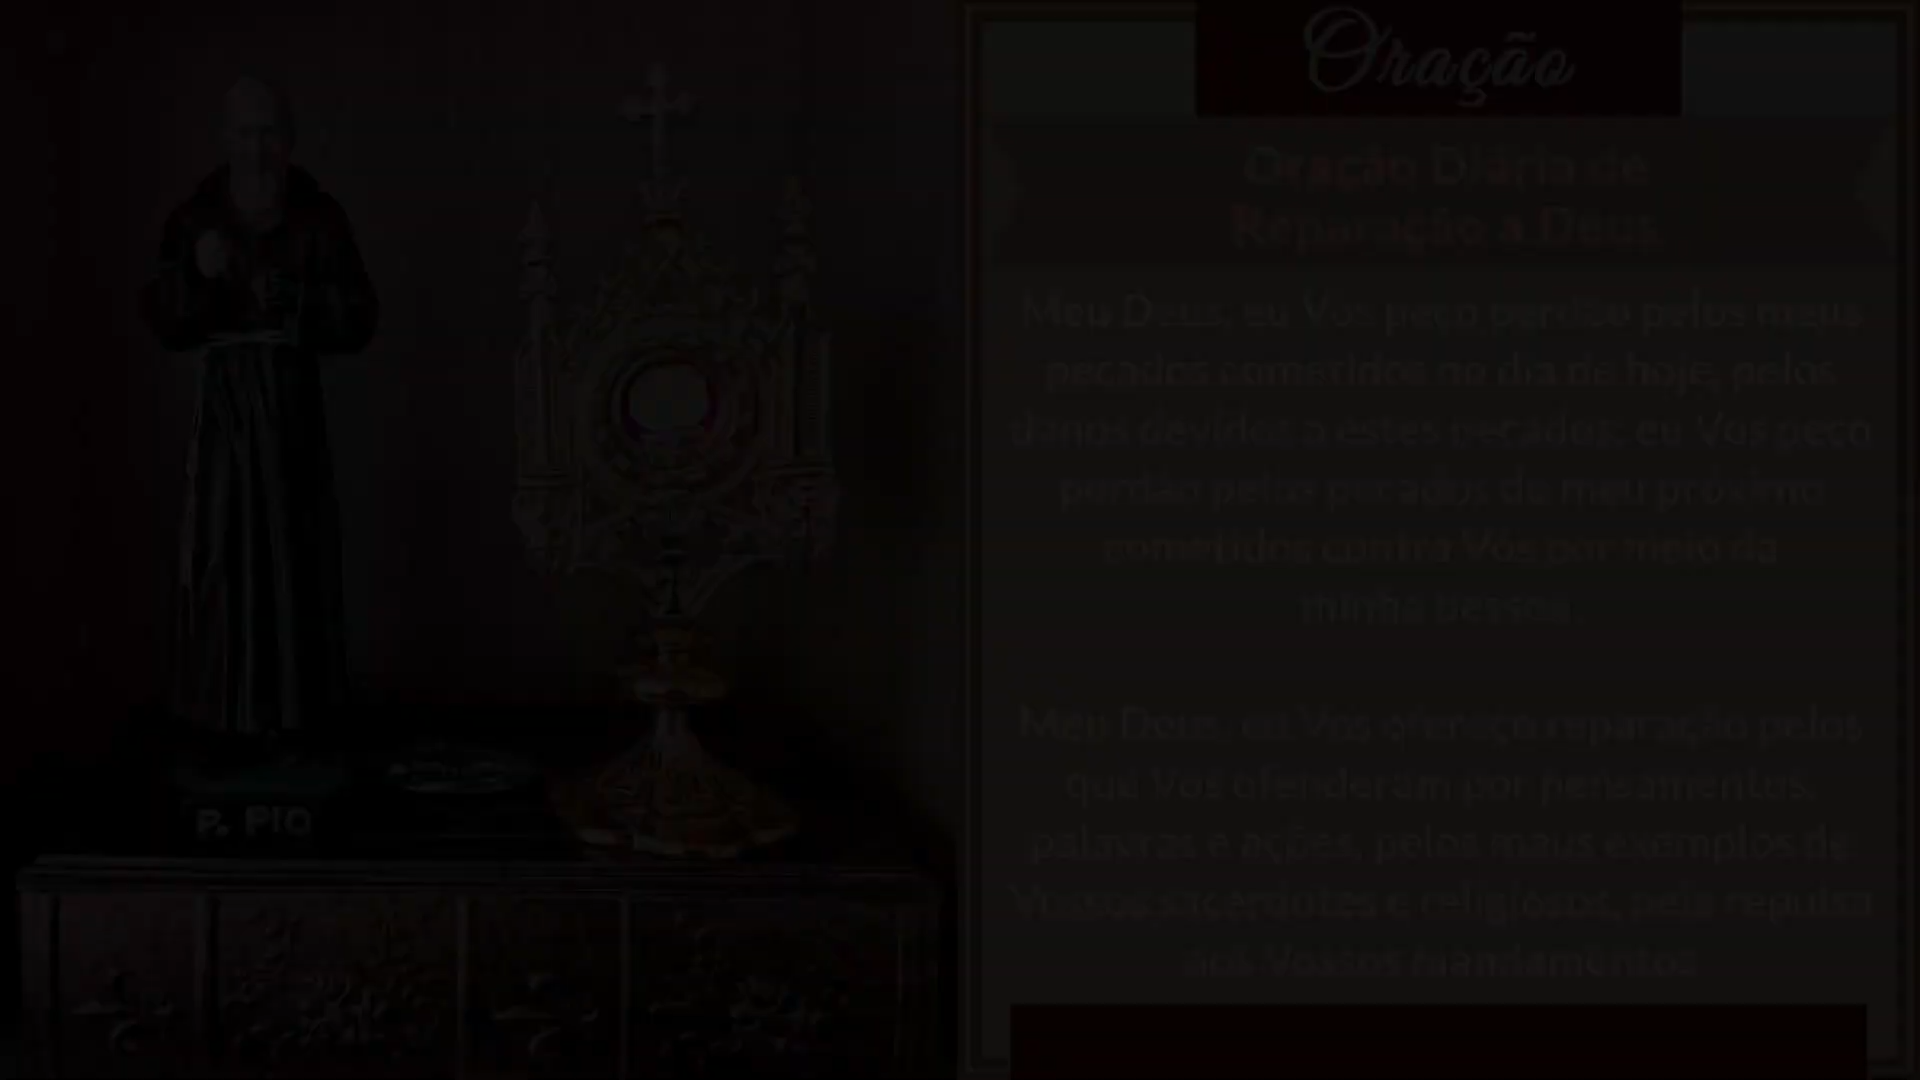 Oração
Oração Diária de
Reparação a Deus
Meu Deus, eu Vos peço perdão pelos meus
pecados cometidos no dia de hoje, pelos
danos devidos a estes pecados; eu Vos peço
perdão pelos pecados do meu próximo
cometidos contra Vós por meio da
minha pessoa.
Meu Deus, eu Vos ofereço reparação pelos
que Vos ofenderam por pensamentos,
palavras e ações, pelos maus exemplos de
Vossos sacerdotes e religiosos, pela repulsa
aos Vossos mandamentos
P. PIO